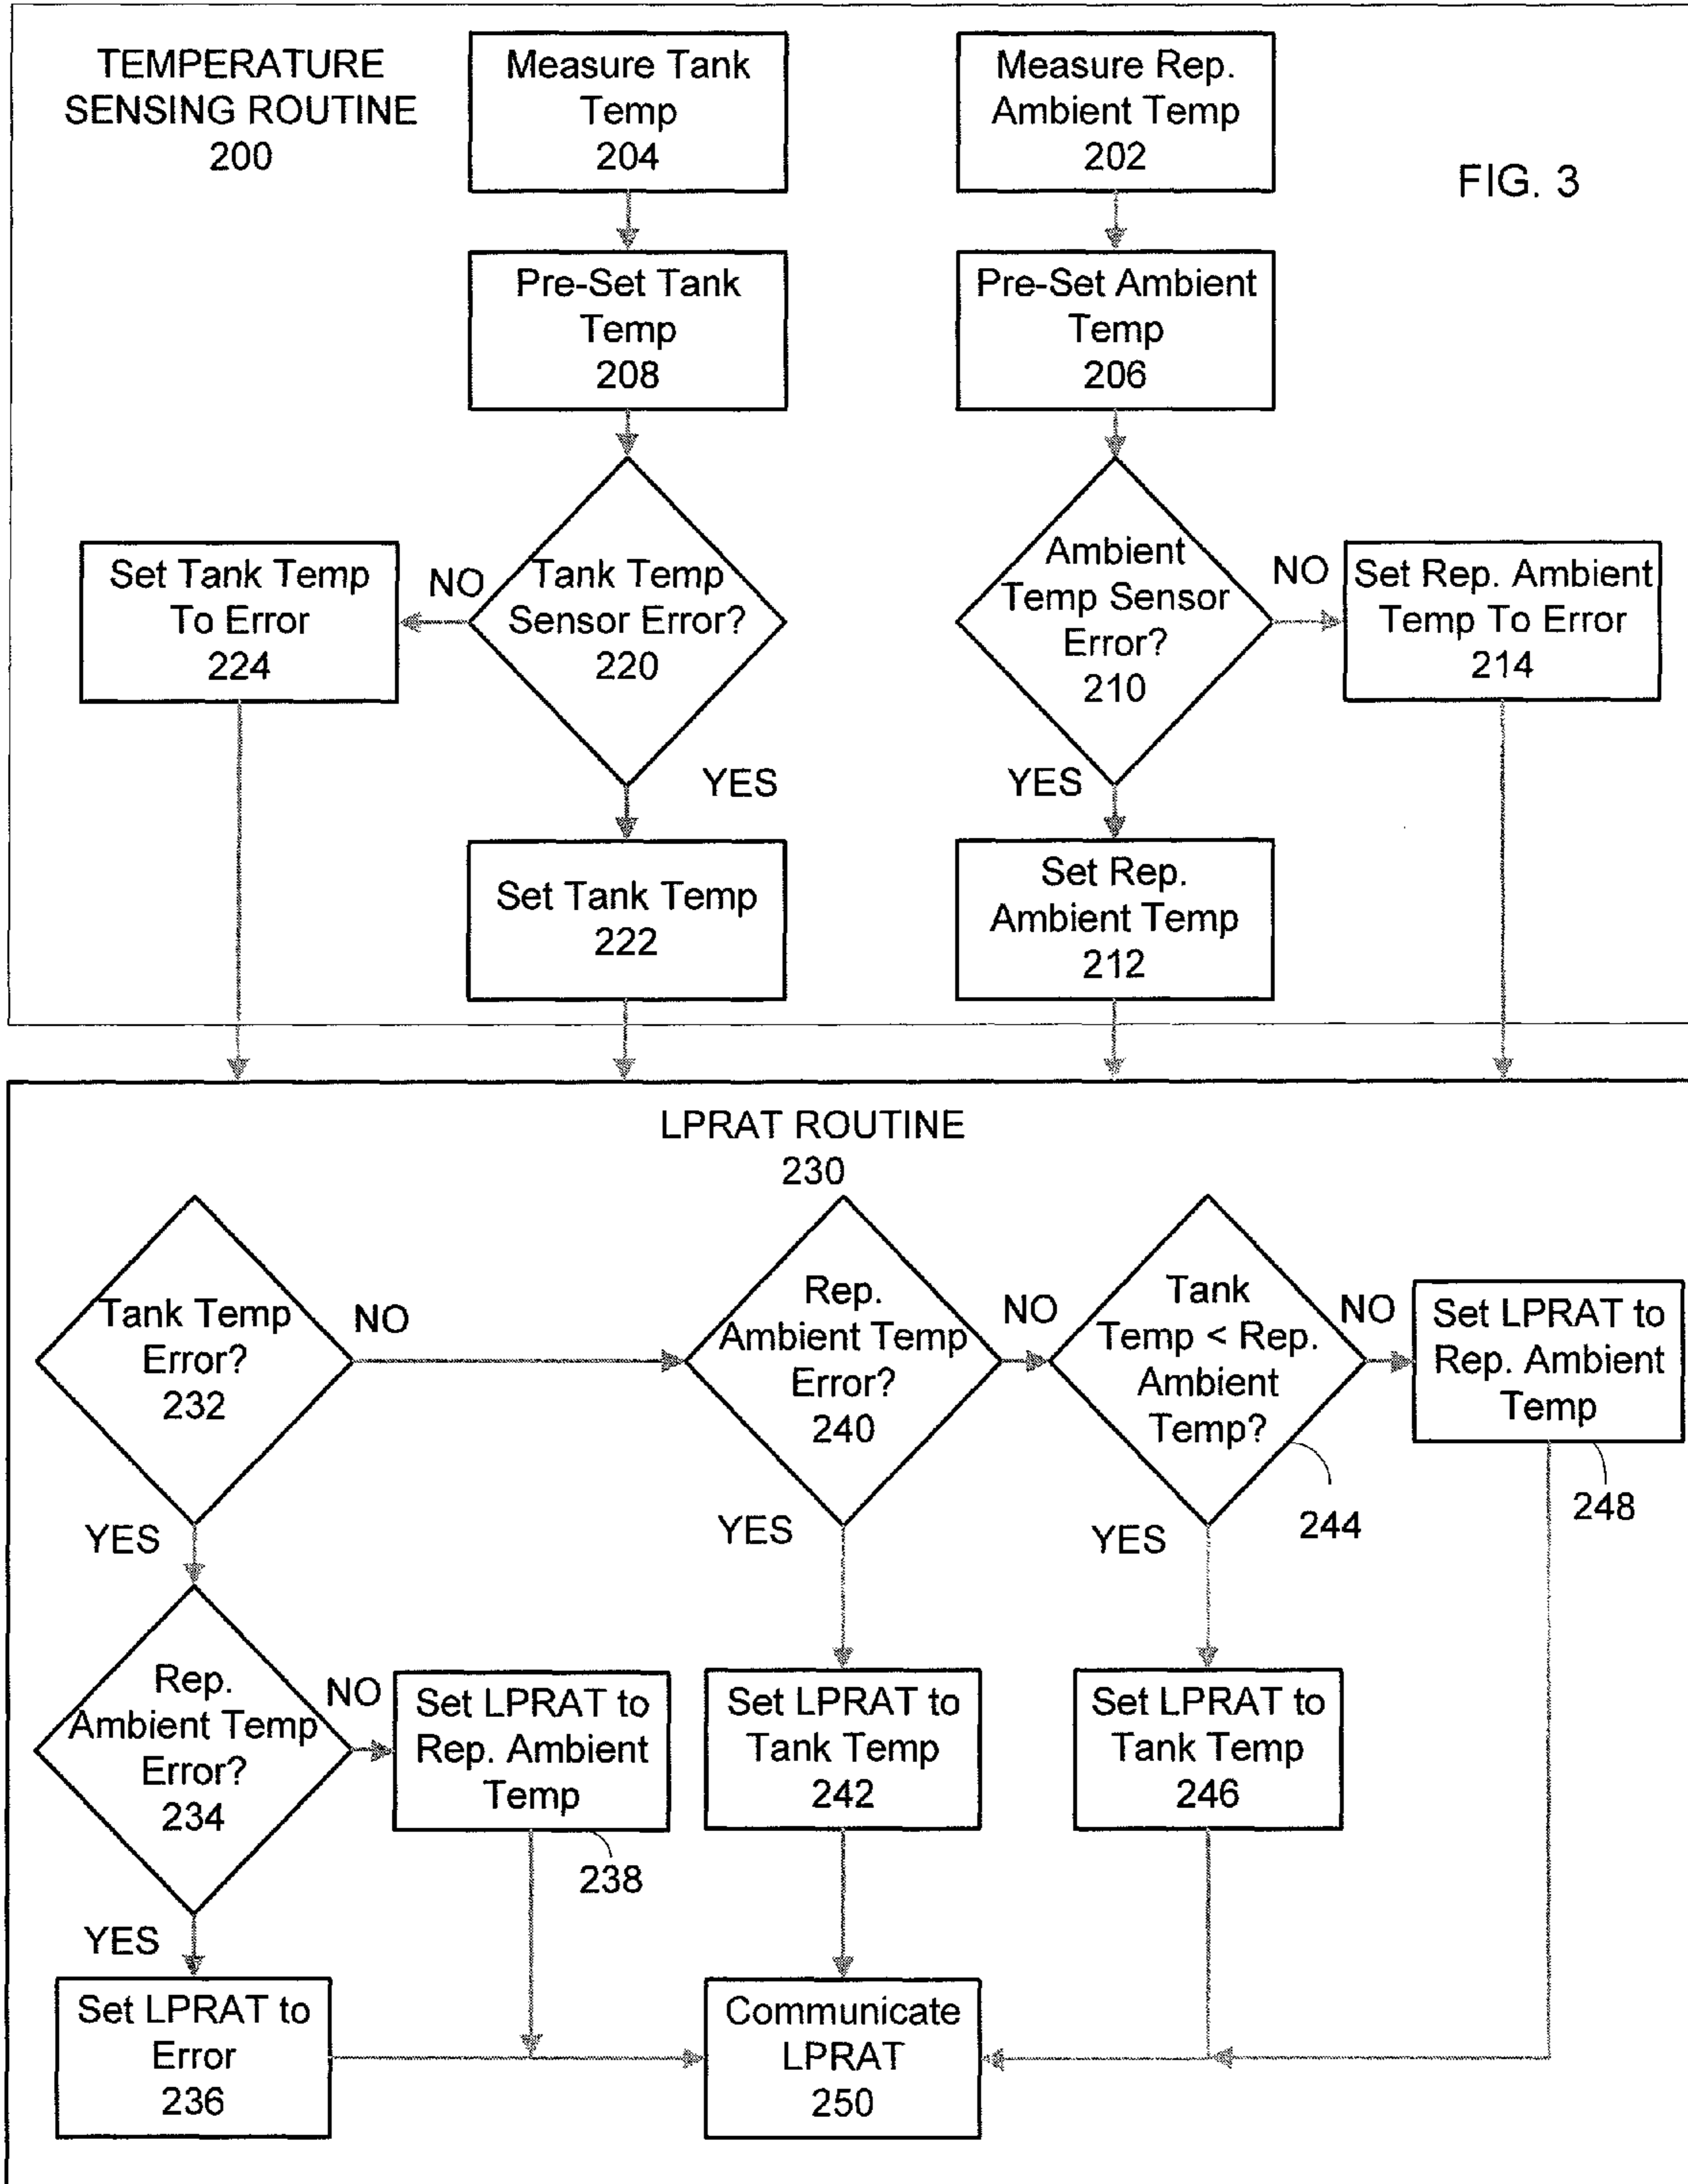 TEMPERATURE
SENSING ROUTINE
200
Measure Tank
Temp
204
Measure Rep.
Ambient Temp
202
FIG. 3
Pre-Set Tank
Temp
208
Pre-Set Ambient
Temp
206
Set Tank Temp
To Error
224
NO
Tank Temp
Sensor Error?
220
YES
Ambient
Temp Sensor
Error?
210
NO
YES
Set Rep. Ambient
Temp To Error
214
Set Tank Temp
222
Set Rep.
Ambient Temp
212
LPRAT ROUTINE
230
Tank Temp
Error?
232
NO
YES
Rep.
Ambient Temp
Error?
240
NO
YES
Tank
Temp < Rep.
Ambient
Temp?
244
NO
YES
Set LPRAT to
Rep. Ambient
Temp
248
Rep.
Ambient Temp
Error?
234
NO
YES
Set LPRAT to
Rep. Ambient
Temp
238
Set LPRAT to
Tank Temp
242
Set LPRAT to
Tank Temp
246
Set LPRAT to
Error
236
Communicate
LPRAT
250